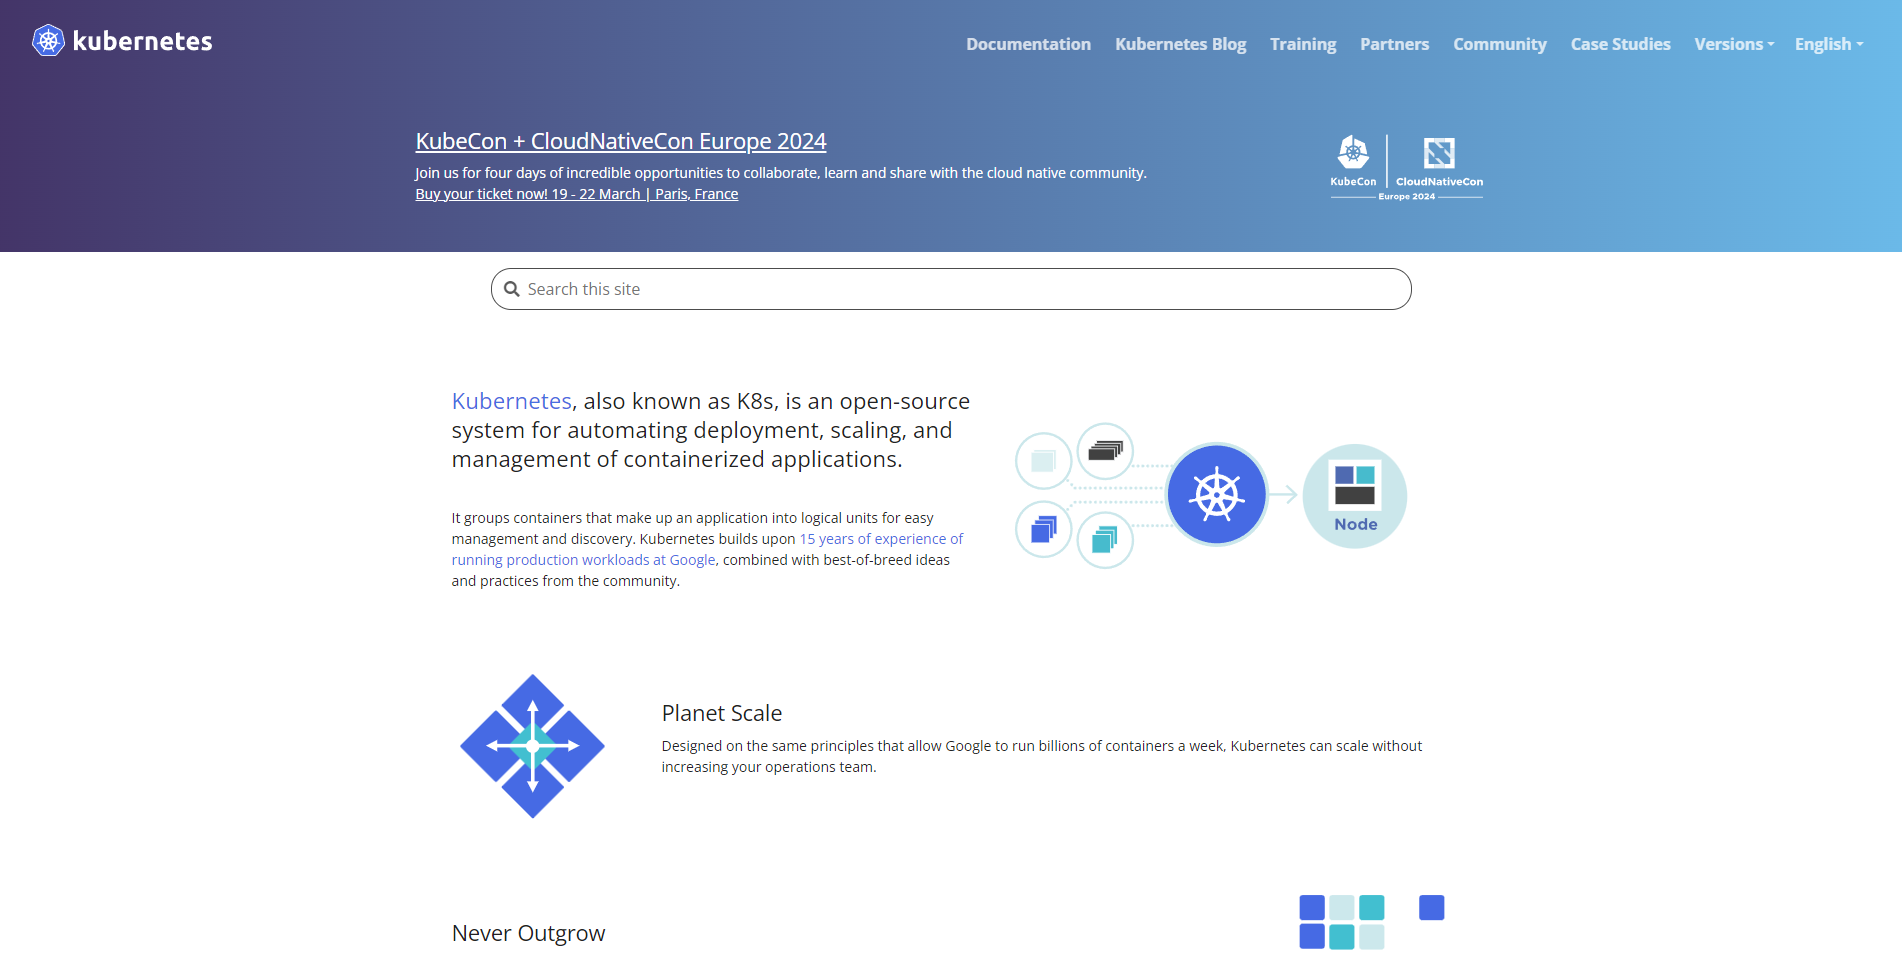 kubernetes
Documentation Kubernetes Blog Training Partners Community Case Studies Versions English
KubeCon + CloudNativeCon Europe 2024
Join us for four days of incredible opportunities to collaborate, learn and share with the cloud native community.
Buy your ticket now! 19 - 22 March | Paris, France
KubeCon CloudNativeCon
Europe 2024
Search this site
Kubernetes, also known as K8s, is an open-source
system for automating deployment, scaling, and
management of containerized applications.
It groups containers that make up an application into logical units for easy
management and discovery. Kubernetes builds upon 15 years of experience of
running production workloads at Google, combined with best-of-breed ideas
and practices from the community.
Node
Planet Scale
Designed on the same principles that allow Google to run billions of containers a week, Kubernetes can scale without
increasing your operations team.
Never Outgrow